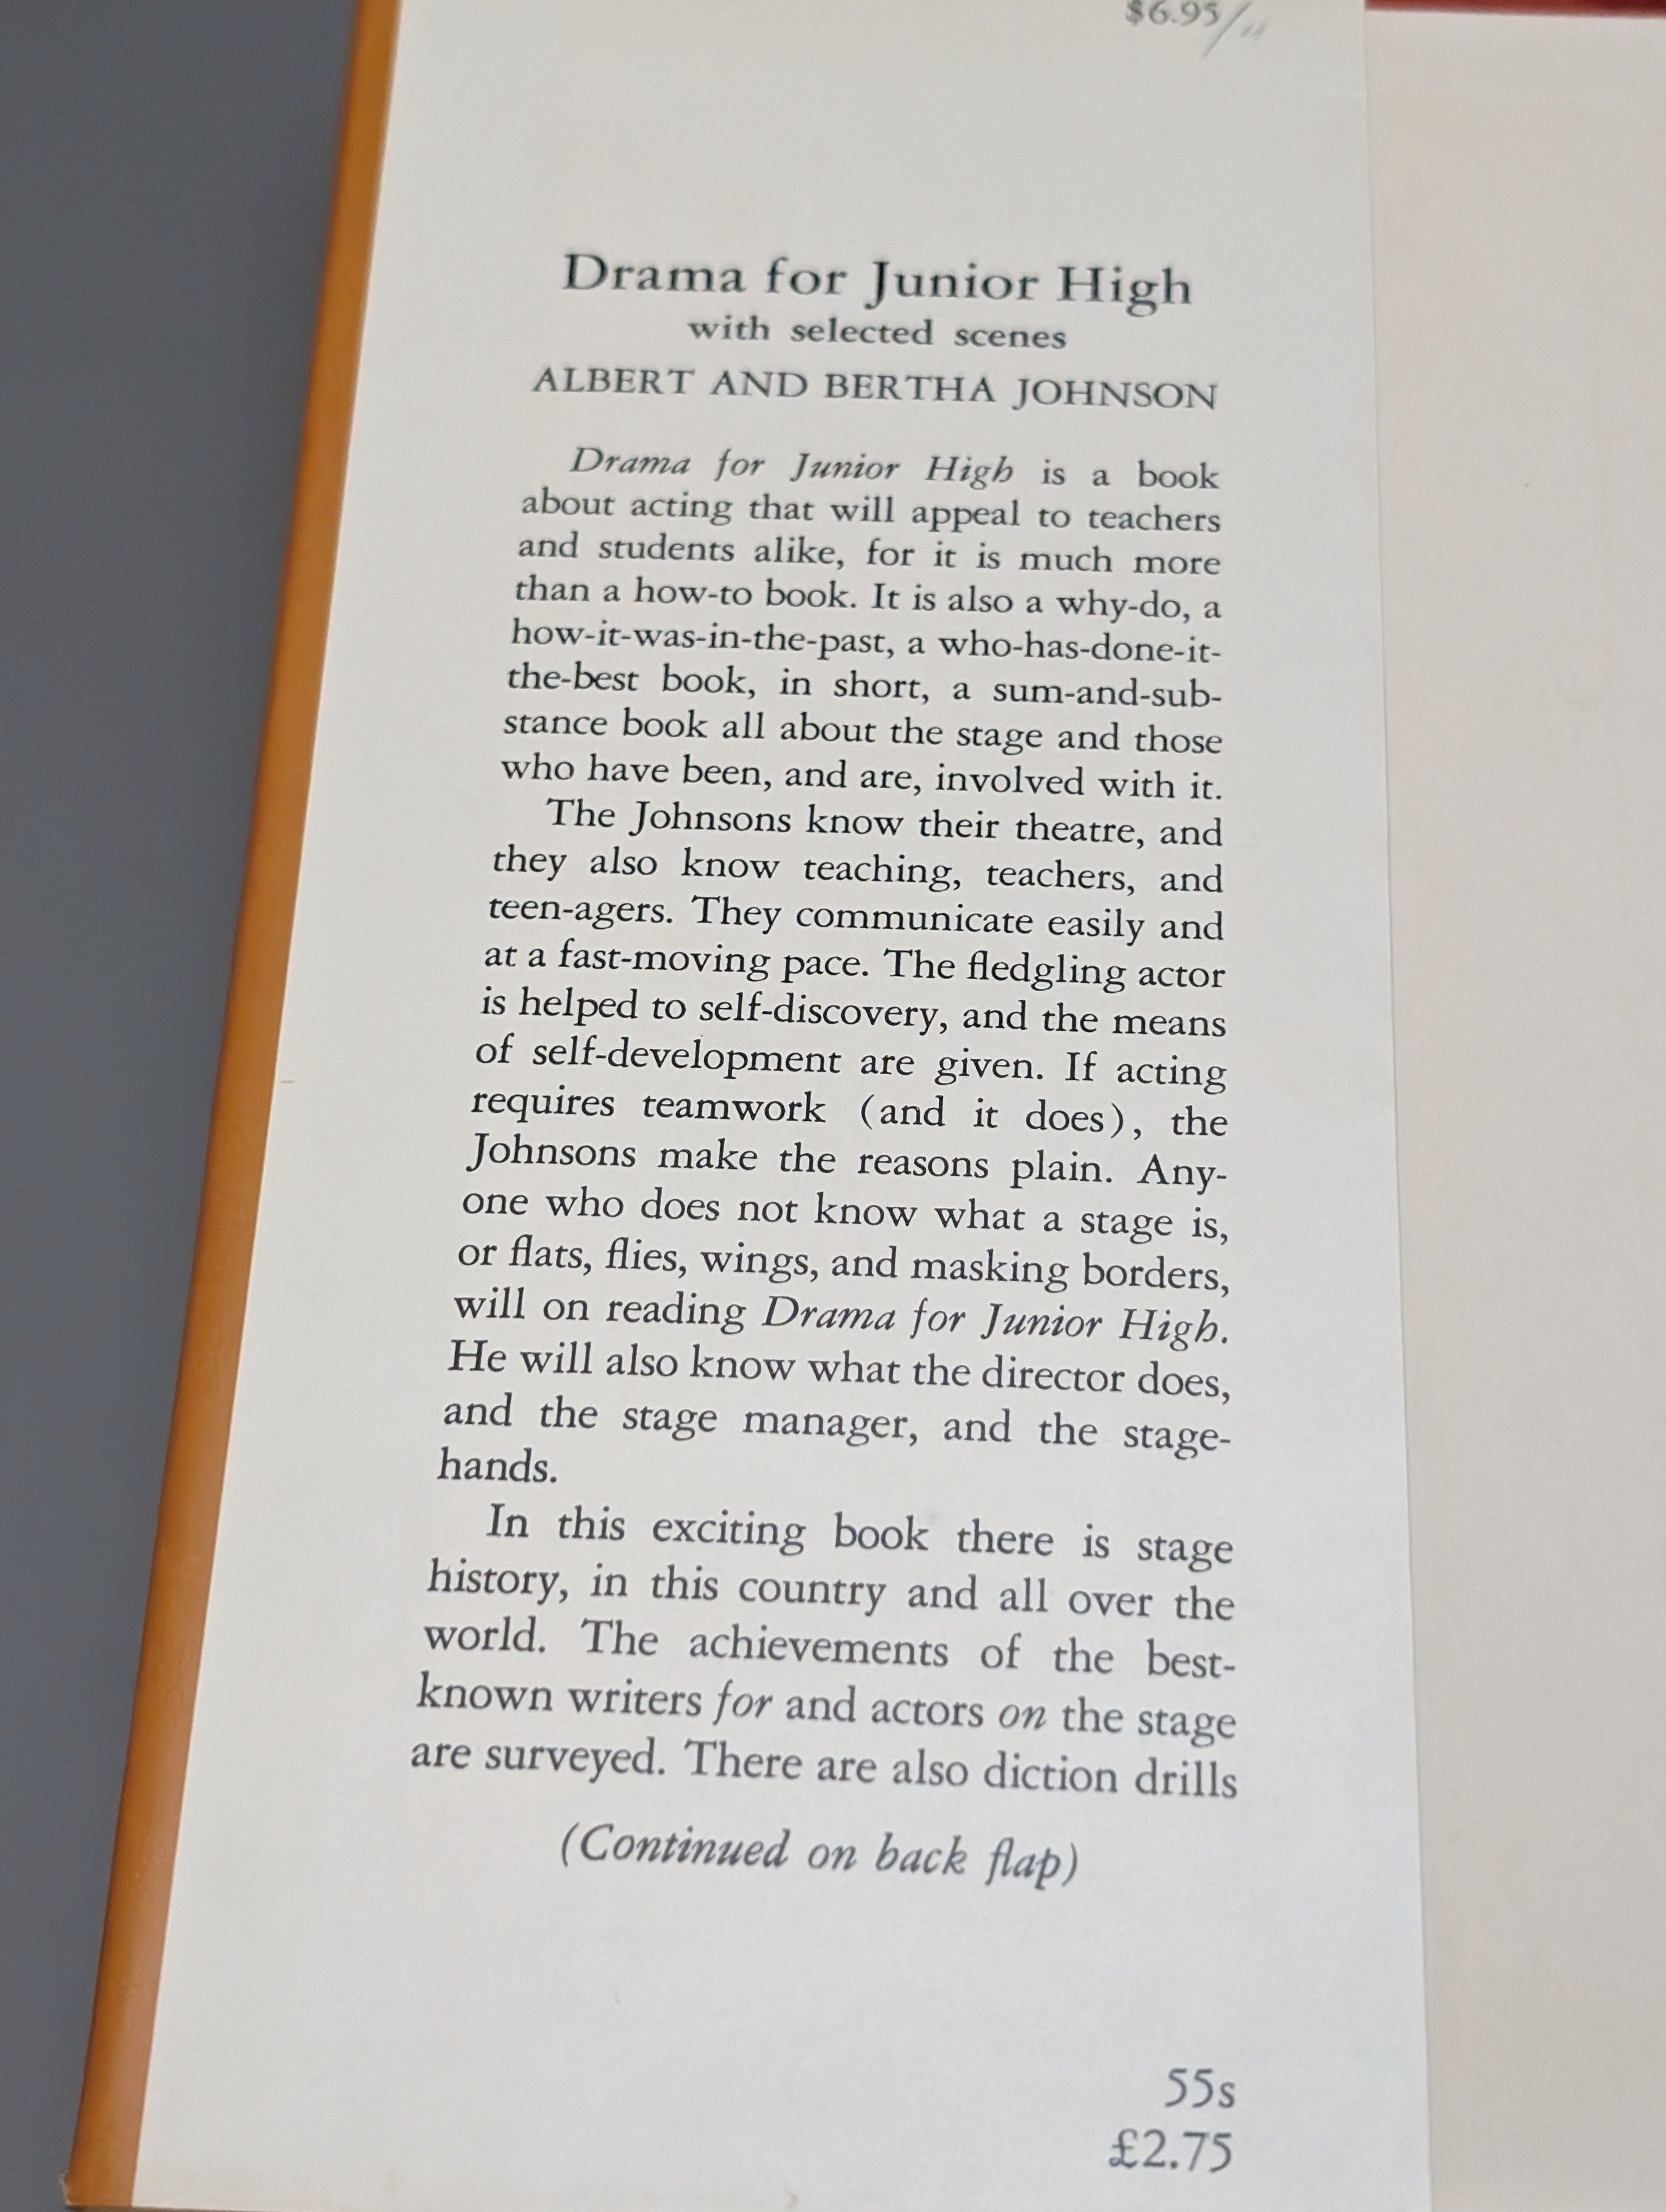 $6.95/"
Drama for Junior High
with selected scenes
ALBERT AND BERTHA JOHNSON
Drama for Junior High is a book
about acting that will appeal to teachers
and students alike, for it is much more
than a how-to book. It is also a why-do, a
how-it-was-in-the-past, a who-has-done-it-
the-best book, in short, a sum-and-sub-
stance book all about the stage and those
who have been, and are, involved with it.
The Johnsons know their theatre, and
they also know teaching, teachers, and
teen-agers. They communicate easily and
at a fast-moving pace. The fledgling actor
is helped to self-discovery, and the means
of self-development are given. If acting
requires teamwork (and it does), the
Johnsons make the reasons plain. Any-
one who does not know what a stage is,
or flats, flies, wings, and masking borders,
will on reading Drama for Junior High.
He will also know what the director does,
and the stage manager, and the stage-
hands.
In this exciting book there is stage
history, in this country and all over the
world. The achievements of the best-
known writers for and actors on the stage
are surveyed. There are also diction drills
(Continued on back flap)
55s
£2.75